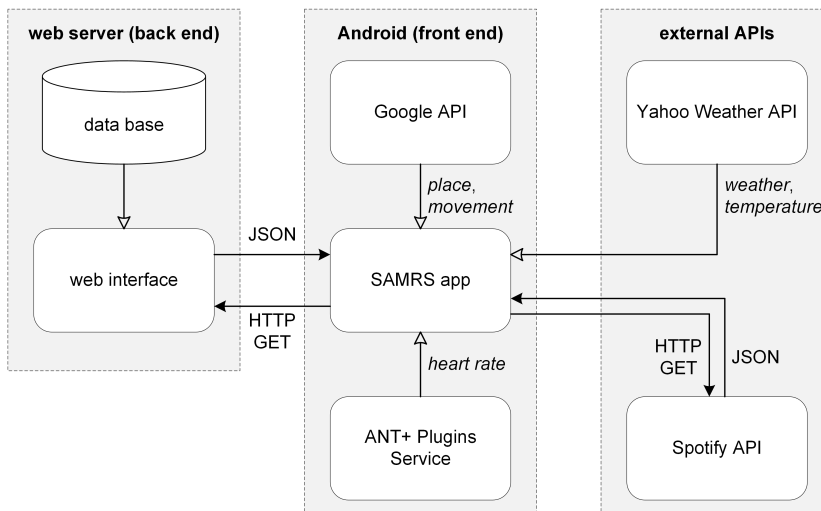 web server (back end)
data base
web interface
JSON
HTTP
GET
Android (front end)
Google API
place,
movement
SAMRS app
heart rate
ANT+ Plugins
Service
external APIs
Yahoo Weather API
weather,
temperature
HTTP
GET
JSON
Spotify API